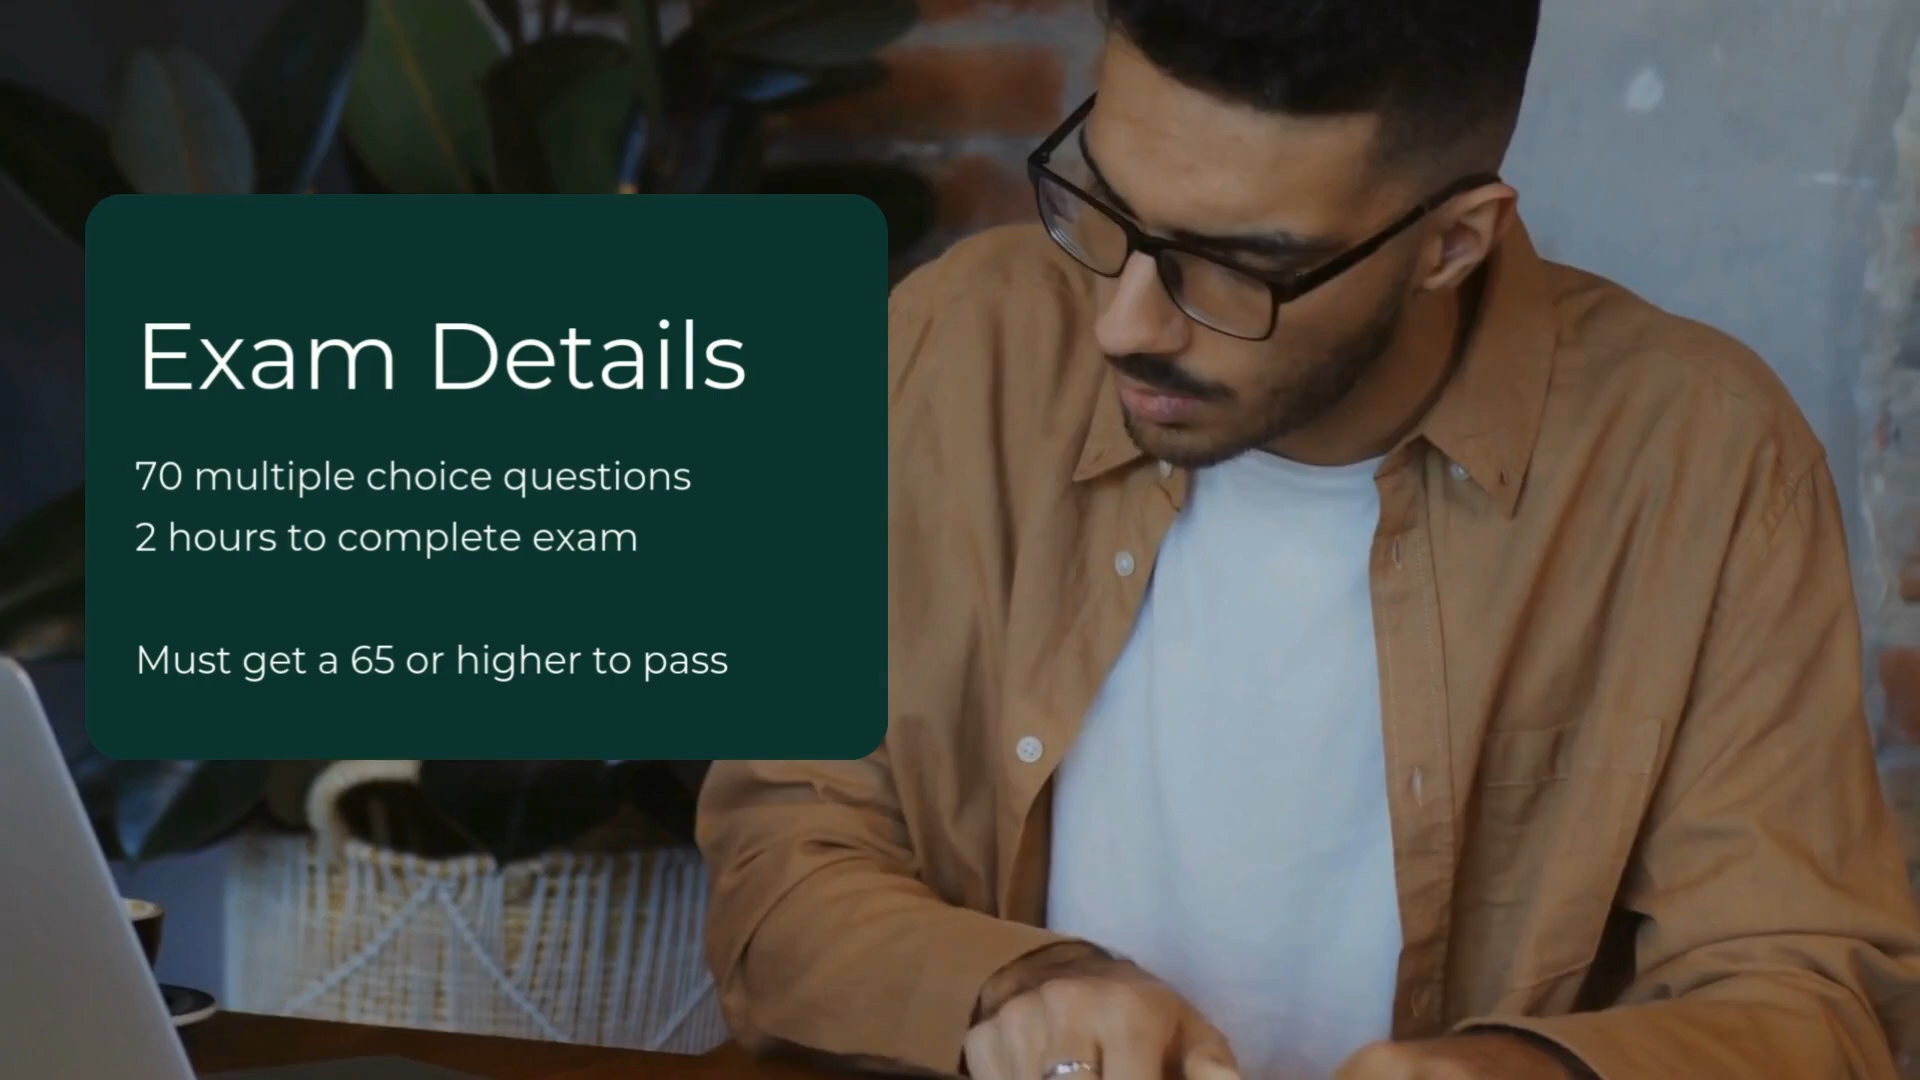 Exam Details
70 multiple choice questions
2 hours to complete exam
Must get a 65 or higher to pass